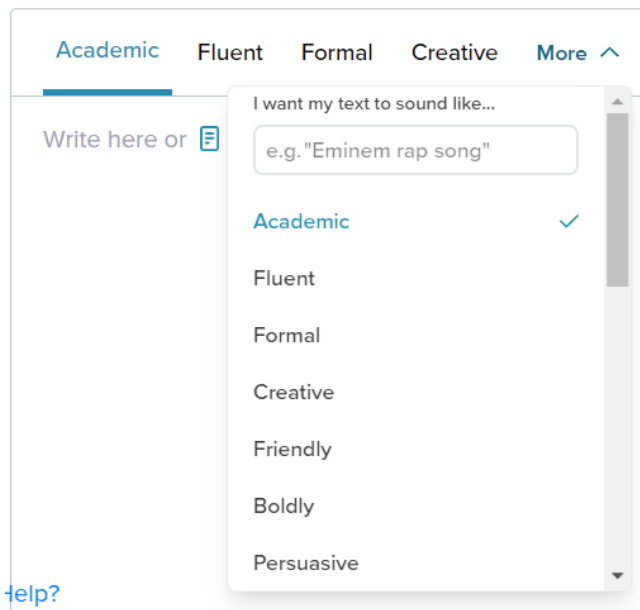 Academic Fluent Formal Creative More
I want my text to sound like...
Write here or
e.g. "Eminem rap song"
Academic
Fluent
Formal
Creative
Friendly
Boldly
Persuasive
Help?